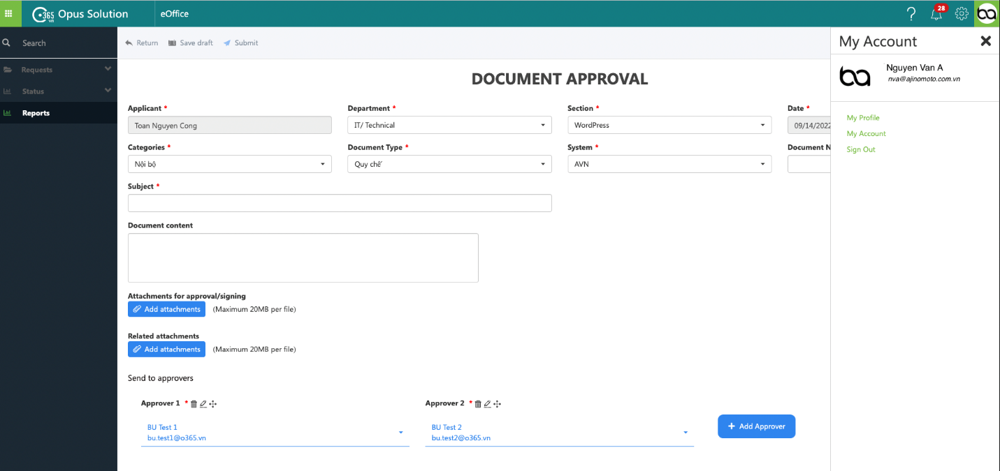 365 vn Opus Solution
eOffice
28
Search
Requests
Status
Reports
Return
Save draft
Submit
DOCUMENT APPROVAL
Applicant *
Toan Nguyen Cong
Department *
IT/ Technical
Section *
WordPress
Date *
09/14/2022
Categories *
Nội bộ
Document Type *
Quy chế
System *
AVN
Document N
Subject *
Document content
Attachments for approval/signing
Add attachments (Maximum 20MB per file)
Related attachments
Add attachments (Maximum 20MB per file)
Send to approvers
Approver 1 *
BU Test 1
bu.test1@o365.vn
Approver 2 *
BU Test 2
bu.test2@o365.vn
+ Add Approver
My Account
ba
Nguyen Van A
nva@ajinomoto.com.vn
My Profile
My Account
Sign Out